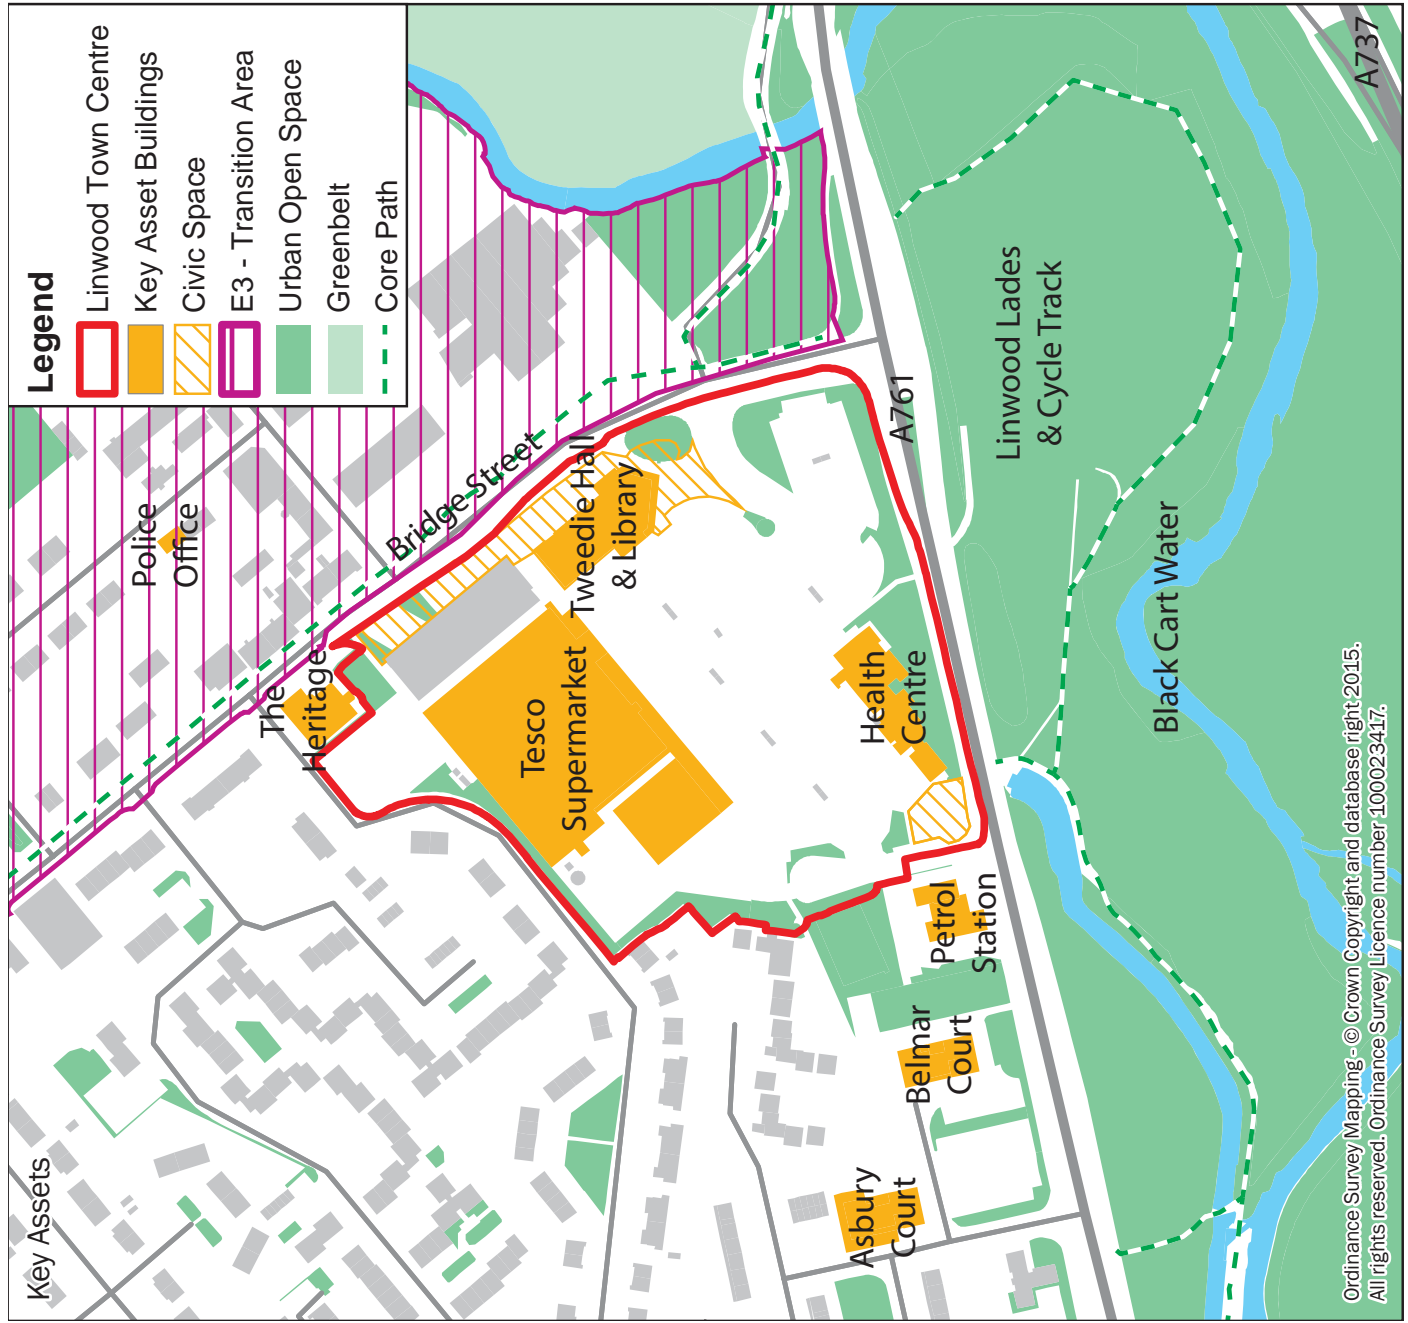 Key Assets
Legend
Linwood Town Centre
Key Asset Buildings
Civic Space
E3 - Transition Area
Urban Open Space
Greenbelt
Core Path
Police
Office
Bridge Street
The
Heritage
Tweedie Hall
& Library
Tesco
Supermarket
Health
Centre
Petrol
Station
Belmar
Court
Asbury
Court
A761
Linwood Lades
& Cycle Track
Black Cart Water
A737
Ordinance Survey Mapping - © Crown Copyright and database right 2015.
All rights reserved. Ordinance Survey Licence number 100023417.